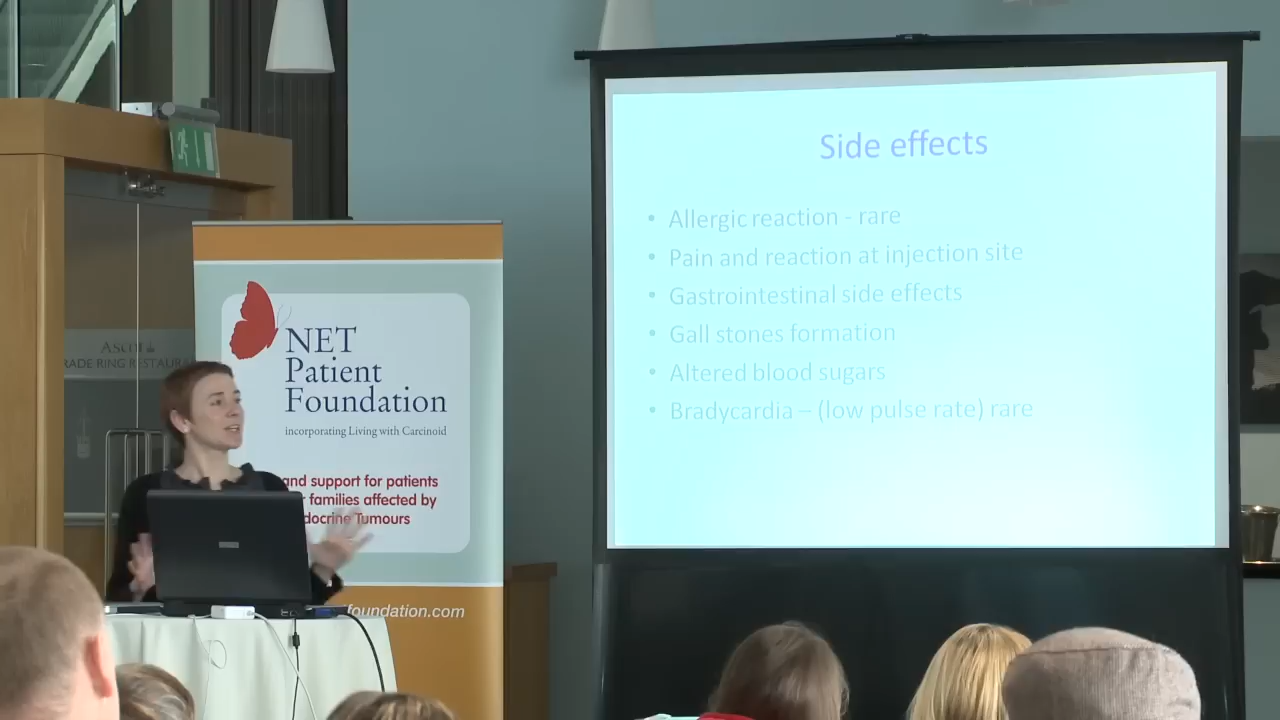 Ascot
RADE RING RESTAURA
NET
Patient
Foundation
incorporating Living with Carcinoid
and support for patients
families affected by
docrine Tumours
foundation.com
Side effects
• Allergic reaction - rare
• Pain and reaction at injection site
• Gastrointestinal side effects
• Gall stones formation
• Altered blood sugars
• Bradycardia – (low pulse rate) rare